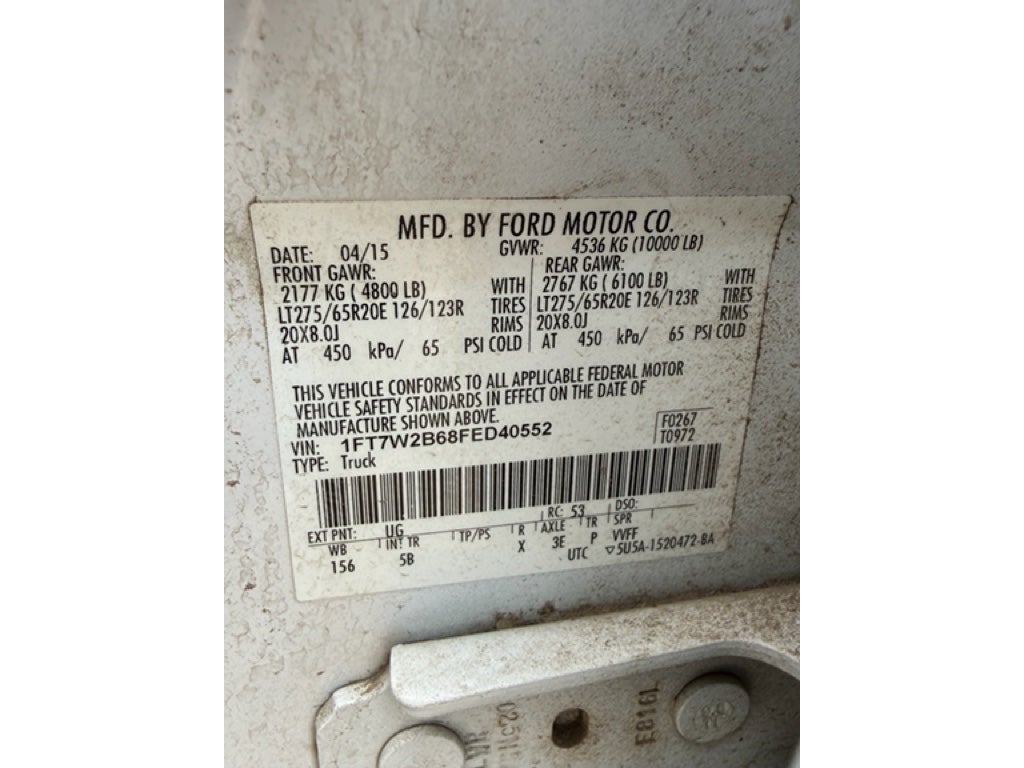 MFD. BY FORD MOTOR CO.
DATE: 04/15 GVWR: 4536 KG (10000 LB)
FRONT GAWR: REAR GAWR:
2177 KG ( 4800 LB) WITH 2767 KG ( 6100 LB) WITH
LT275/65R20E 126/123R TIRES LT275/65R20E 126/123R TIRES
20X8.0J RIMS 20X8.0J RIMS
AT 450 kPa/ 65 PSI COLD AT 450 kPa/ 65 PSI COLD
THIS VEHICLE CONFORMS TO ALL APPLICABLE FEDERAL MOTOR
VEHICLE SAFETY STANDARDS IN EFFECT ON THE DATE OF
MANUFACTURE SHOWN ABOVE.
VIN: 1FT7W2B68FED40552 F0267
TYPE: Truck T0972
EXT PNT: UG RC: 53 DSO:
WB INT TR TP/PS R AXLE TR SPR
156 5B X 3E P VVFF
UTC ▽5U5A-1520472-BA
E8161